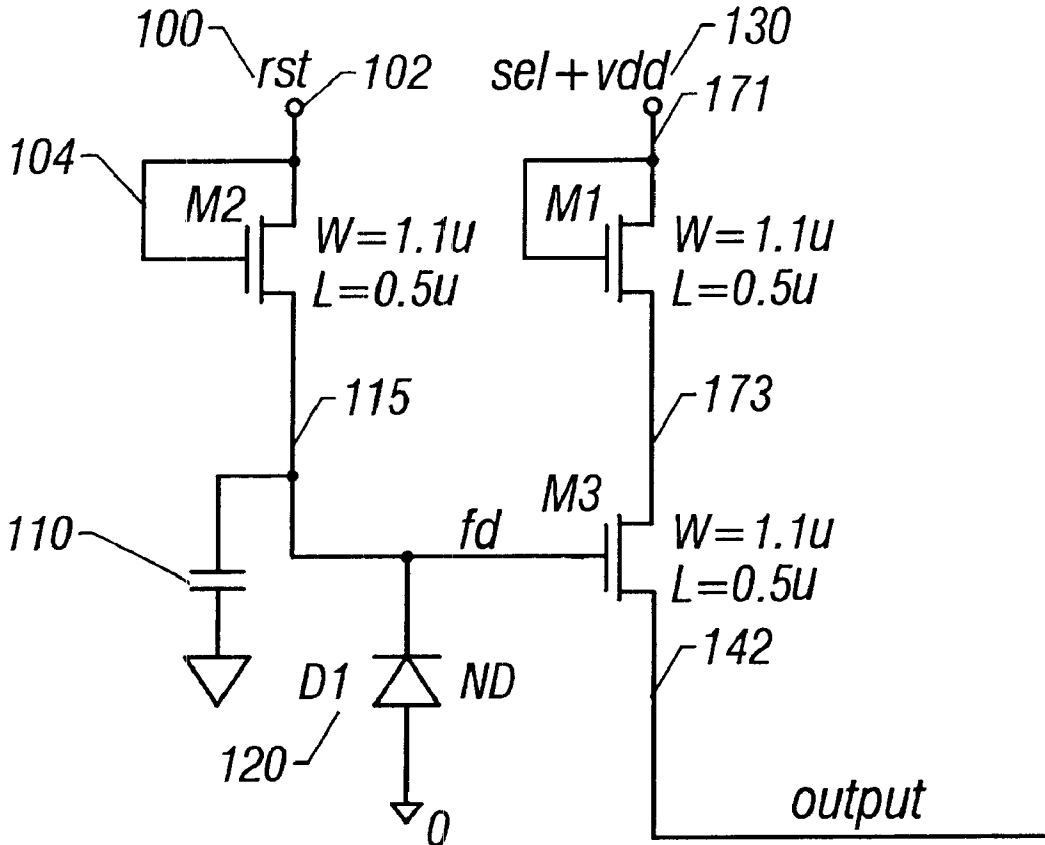 100
130
rst
102
sel+vdd
171
104
M2
M1
W=1.1u
L=0.5u
W=1.1u
L=0.5u
115
173
M3
110
fd
W=1.1u
L=0.5u
142
D1
ND
120
0
output